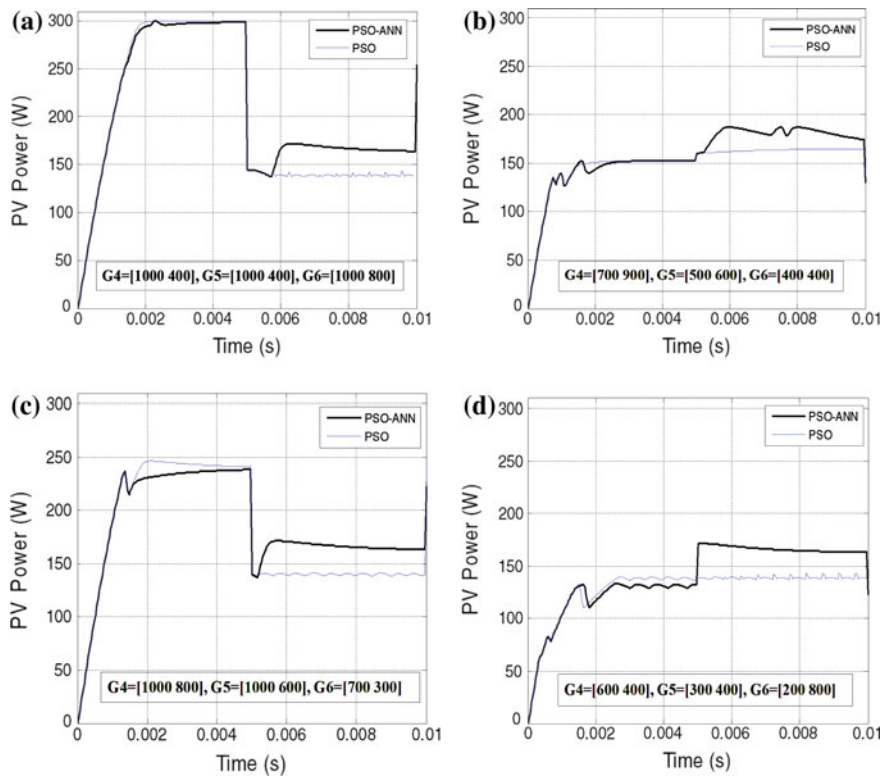 (a)
PV Power (W)
300
250
200
150
100
50
0
PSO-ANN
PSO
G4=[1000 400], G5=[1000 400], G6=[1000 800]
0 0.002 0.004 0.006 0.008 0.01
Time (s)
(b)
PV Power (W)
300
250
200
150
100
50
0
PSO-ANN
PSO
G4=[700 900], G5=[500 600], G6=[400 400]
0 0.002 0.004 0.006 0.008 0.01
Time (s)
(c)
PV Power (W)
300
250
200
150
100
50
0
PSO-ANN
PSO
G4=[1000 800], G5=[1000 600], G6=[700 300]
0 0.002 0.004 0.006 0.008 0.01
Time (s)
(d)
PV Power (W)
300
250
200
150
100
50
0
PSO-ANN
PSO
G4=[600 400], G5=[300 400], G6=[200 800]
0 0.002 0.004 0.006 0.008 0.01
Time (s)